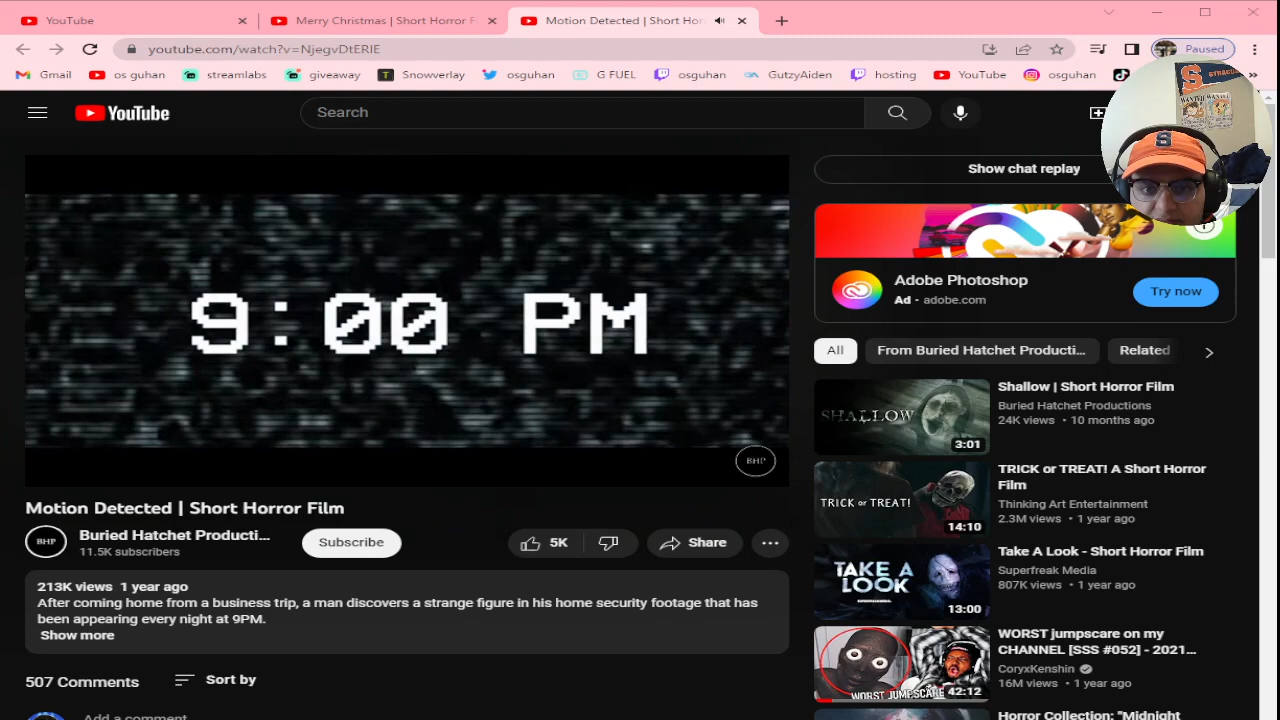 YouTube
Merry Christmas | Short Horror F
Motion Detected | Short Hor
youtube.com/watch?v=NjegvDtERIE
Paused
Gmail
os guhan
streamlabs
giveaway
Snowverlay
osguhan
G FUEL
osguhan
GutzyAiden
hosting
YouTube
osguhan
YouTube
Search
WANTED
WANTED
S
9:00 PM
BHP
Motion Detected | Short Horror Film
BHP
Buried Hatchet Producti...
11.5K subscribers
Subscribe
5K
Share
213K views 1 year ago
After coming home from a business trip, a man discovers a strange figure in his home security footage that has
been appearing every night at 9PM.
Show more
507 Comments
Sort by
Add a comment
Show chat replay
Adobe Photoshop
Ad · adobe.com
Try now
All
From Buried Hatchet Producti...
Related
SHALLOW
3:01
Shallow | Short Horror Film
Buried Hatchet Productions
24K views • 10 months ago
TRICK or TREAT!
14:10
TRICK or TREAT! A Short Horror
Film
Thinking Art Entertainment
2.3M views • 1 year ago
TAKE A
LOOK
13:00
Take A Look - Short Horror Film
Superfreak Media
807K views • 1 year ago
WORST JUMPSCARE
42:12
WORST jumpscare on my
CHANNEL [SSS #052] - 2021...
CoryxKenshin
16M views • 1 year ago
Horror Collection: "Midnight